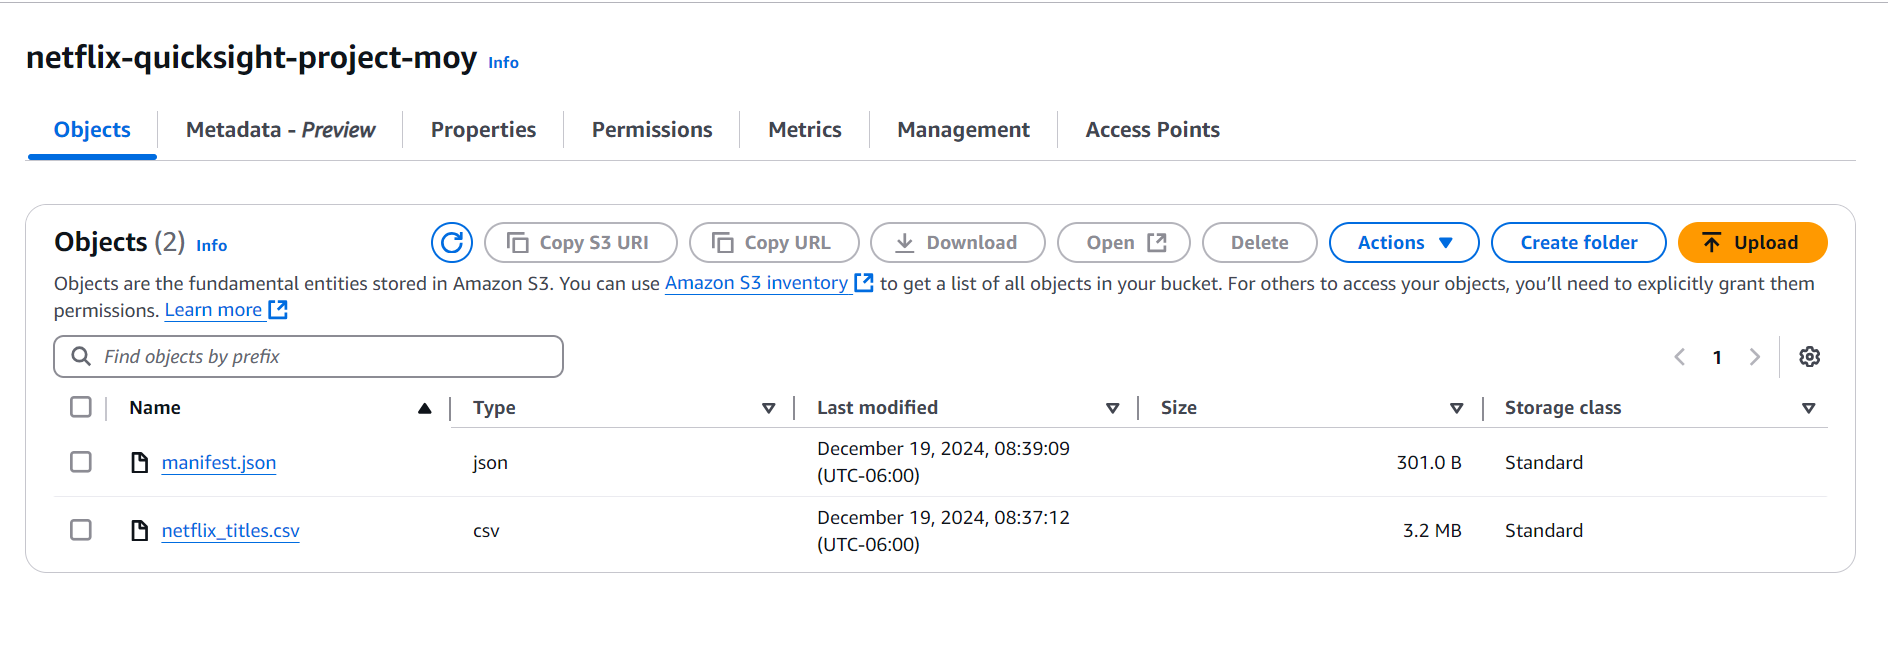 netflix-quicksight-project-moy Info
Objects Metadata - Preview Properties Permissions Metrics Management Access Points
Objects (2) Info Copy S3 URI Copy URL Download Open Delete Actions Create folder Upload
Objects are the fundamental entities stored in Amazon S3. You can use Amazon S3 inventory to get a list of all objects in your bucket. For others to access your objects, you’ll need to explicitly grant them
permissions. Learn more
Find objects by prefix 1
Name Type Last modified Size Storage class
manifest.json json December 19, 2024, 08:39:09 (UTC-06:00) 301.0 B Standard
netflix_titles.csv csv December 19, 2024, 08:37:12 (UTC-06:00) 3.2 MB Standard